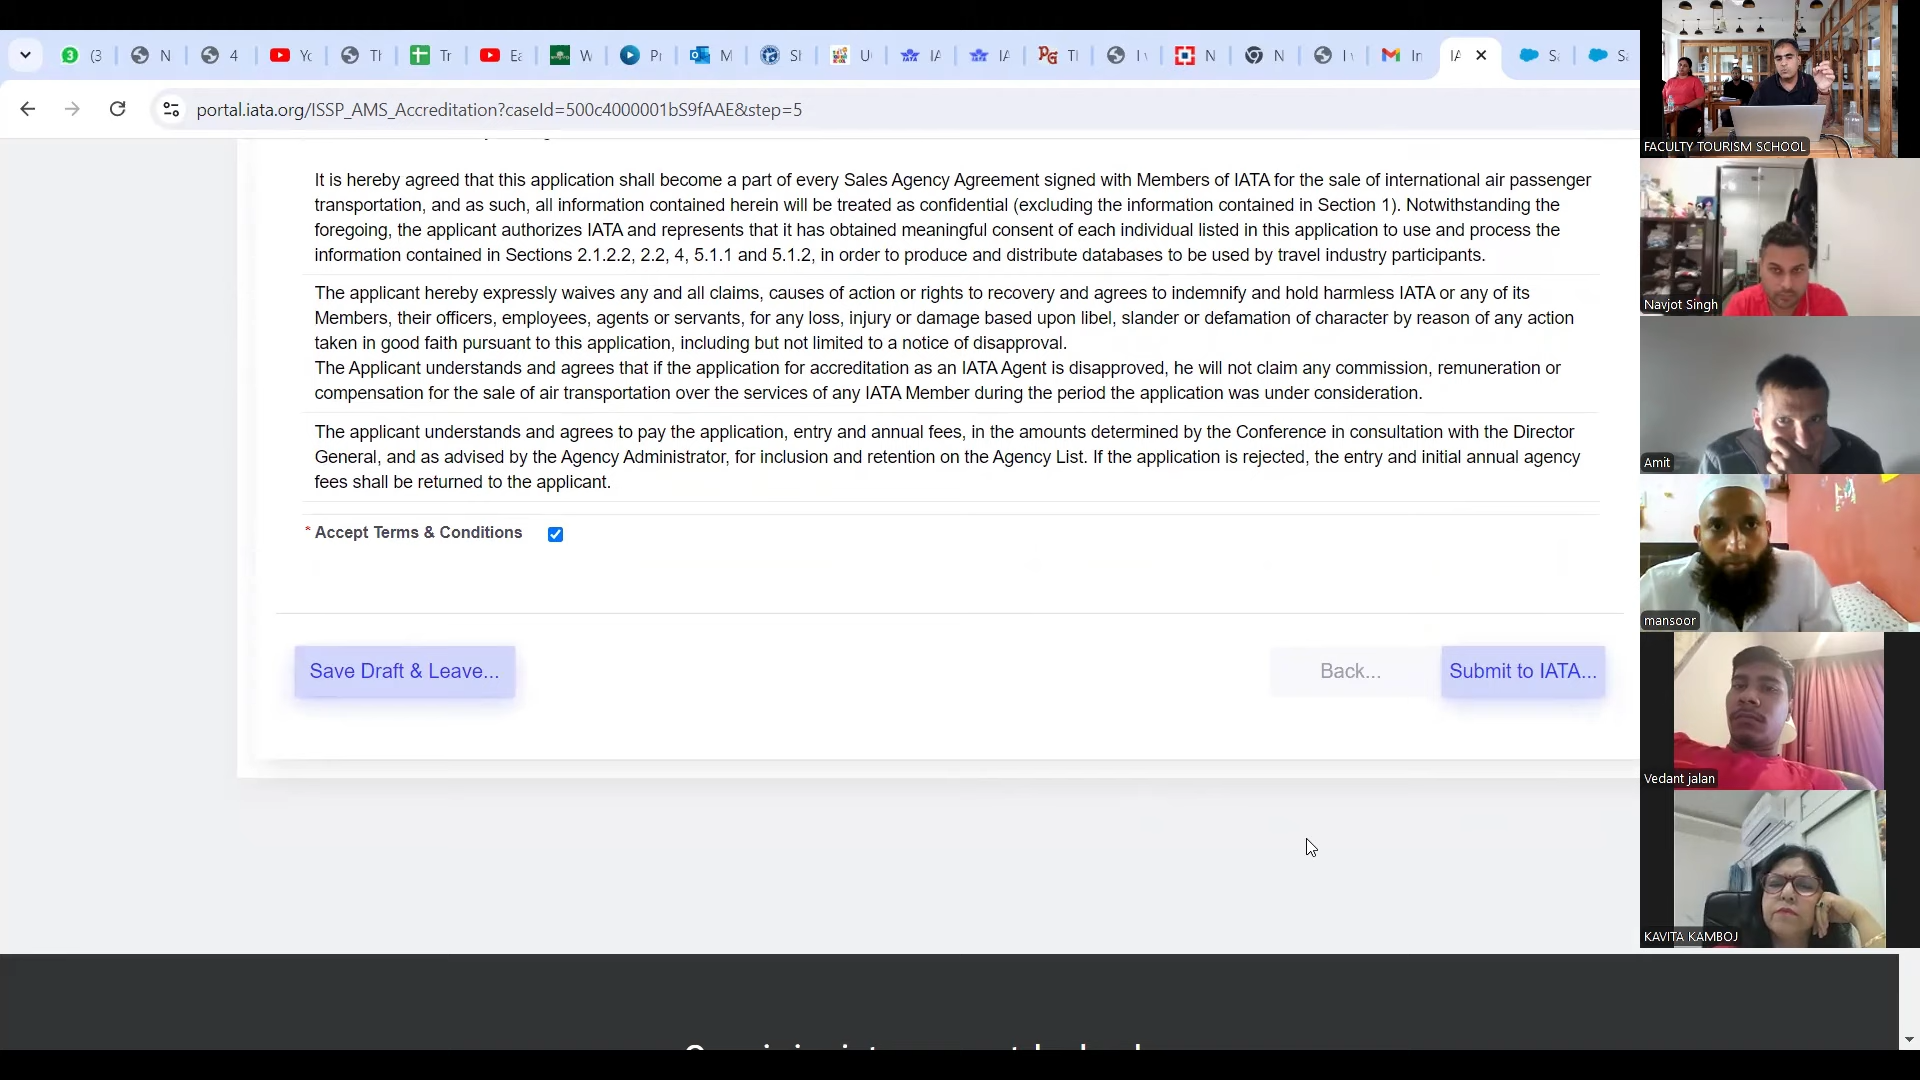 (3
N
4
Yc
Tr
Ea
W
Pr
M
SI
U
IA
IA
N
N
In
IA
portal.iata.org/ISSP_AMS_Accreditation?caseId=500c4000001bS9fAAE&step=5
It is hereby agreed that this application shall become a part of every Sales Agency Agreement signed with Members of IATA for the sale of international air passenger
transportation, and as such, all information contained herein will be treated as confidential (excluding the information contained in Section 1). Notwithstanding the
foregoing, the applicant authorizes IATA and represents that it has obtained meaningful consent of each individual listed in this application to use and process the
information contained in Sections 2.1.2.2, 2.2, 4, 5.1.1 and 5.1.2, in order to produce and distribute databases to be used by travel industry participants.
The applicant hereby expressly waives any and all claims, causes of action or rights to recovery and agrees to indemnify and hold harmless IATA or any of its
Members, their officers, employees, agents or servants, for any loss, injury or damage based upon libel, slander or defamation of character by reason of any action
taken in good faith pursuant to this application, including but not limited to a notice of disapproval.
The Applicant understands and agrees that if the application for accreditation as an IATA Agent is disapproved, he will not claim any commission, remuneration or
compensation for the sale of air transportation over the services of any IATA Member during the period the application was under consideration.
The applicant understands and agrees to pay the application, entry and annual fees, in the amounts determined by the Conference in consultation with the Director
General, and as advised by the Agency Administrator, for inclusion and retention on the Agency List. If the application is rejected, the entry and initial annual agency
fees shall be returned to the applicant.
* Accept Terms & Conditions
Save Draft & Leave...
Back...
Submit to IATA...
FACULTY TOURISM SCHOOL
Navjot Singh
Amit
mansoor
Vedant jalan
KAVITA KAMBOJ